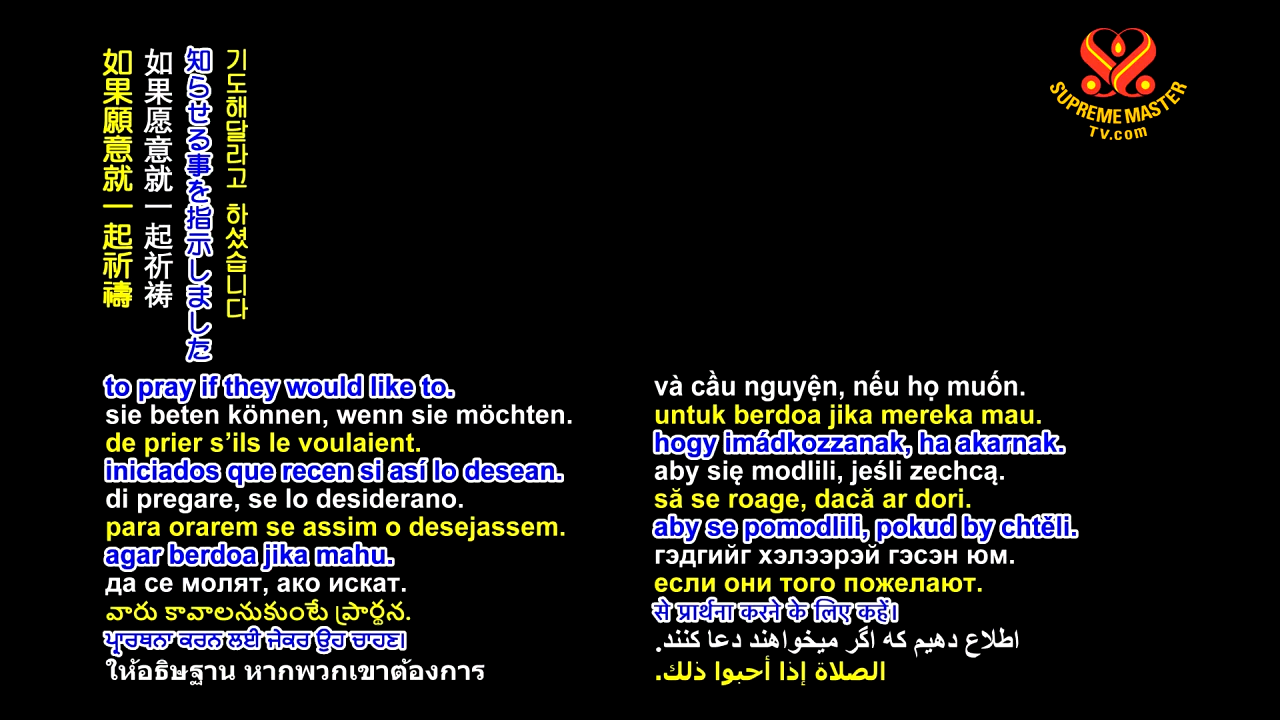 如果願意就一起祈禱
如果愿意就一起祈祷
知らせる事を指示しました
기도해달라고 하셨습니다
SUPREME MASTER
TV.com
to pray if they would like to.
sie beten können, wenn sie möchten.
de prier s’ils le voulaient.
iniciados que recen si así lo desean.
di pregare, se lo desiderano.
para orarem se assim o desejassem.
agar berdoa jika mahu.
да се молят, ако искат.
వారు కావాలనుకుంటే ప్రార్థన.
ਪ੍ਰਾਰਥਨਾ ਕਰਨ ਲਈ ਜੇਕਰ ਉਹ ਚਾਹਣ।
ให้อธิษฐาน หากพวกเขาต้องการ
và cầu nguyện, nếu họ muốn.
untuk berdoa jika mereka mau.
hogy imádkozzanak, ha akarnak.
aby się modlili, jeśli zechcą.
să se roage, dacă ar dori.
aby se pomodlili, pokud by chtěli.
гэдгийг хэлээрэй гэсэн юм.
если они того пожелают.
से प्रार्थना करने के लिए कहें।
اطلاع دهیم که اگر میخواهند دعا کنند.
الصلاة إذا أحبوا ذلك.